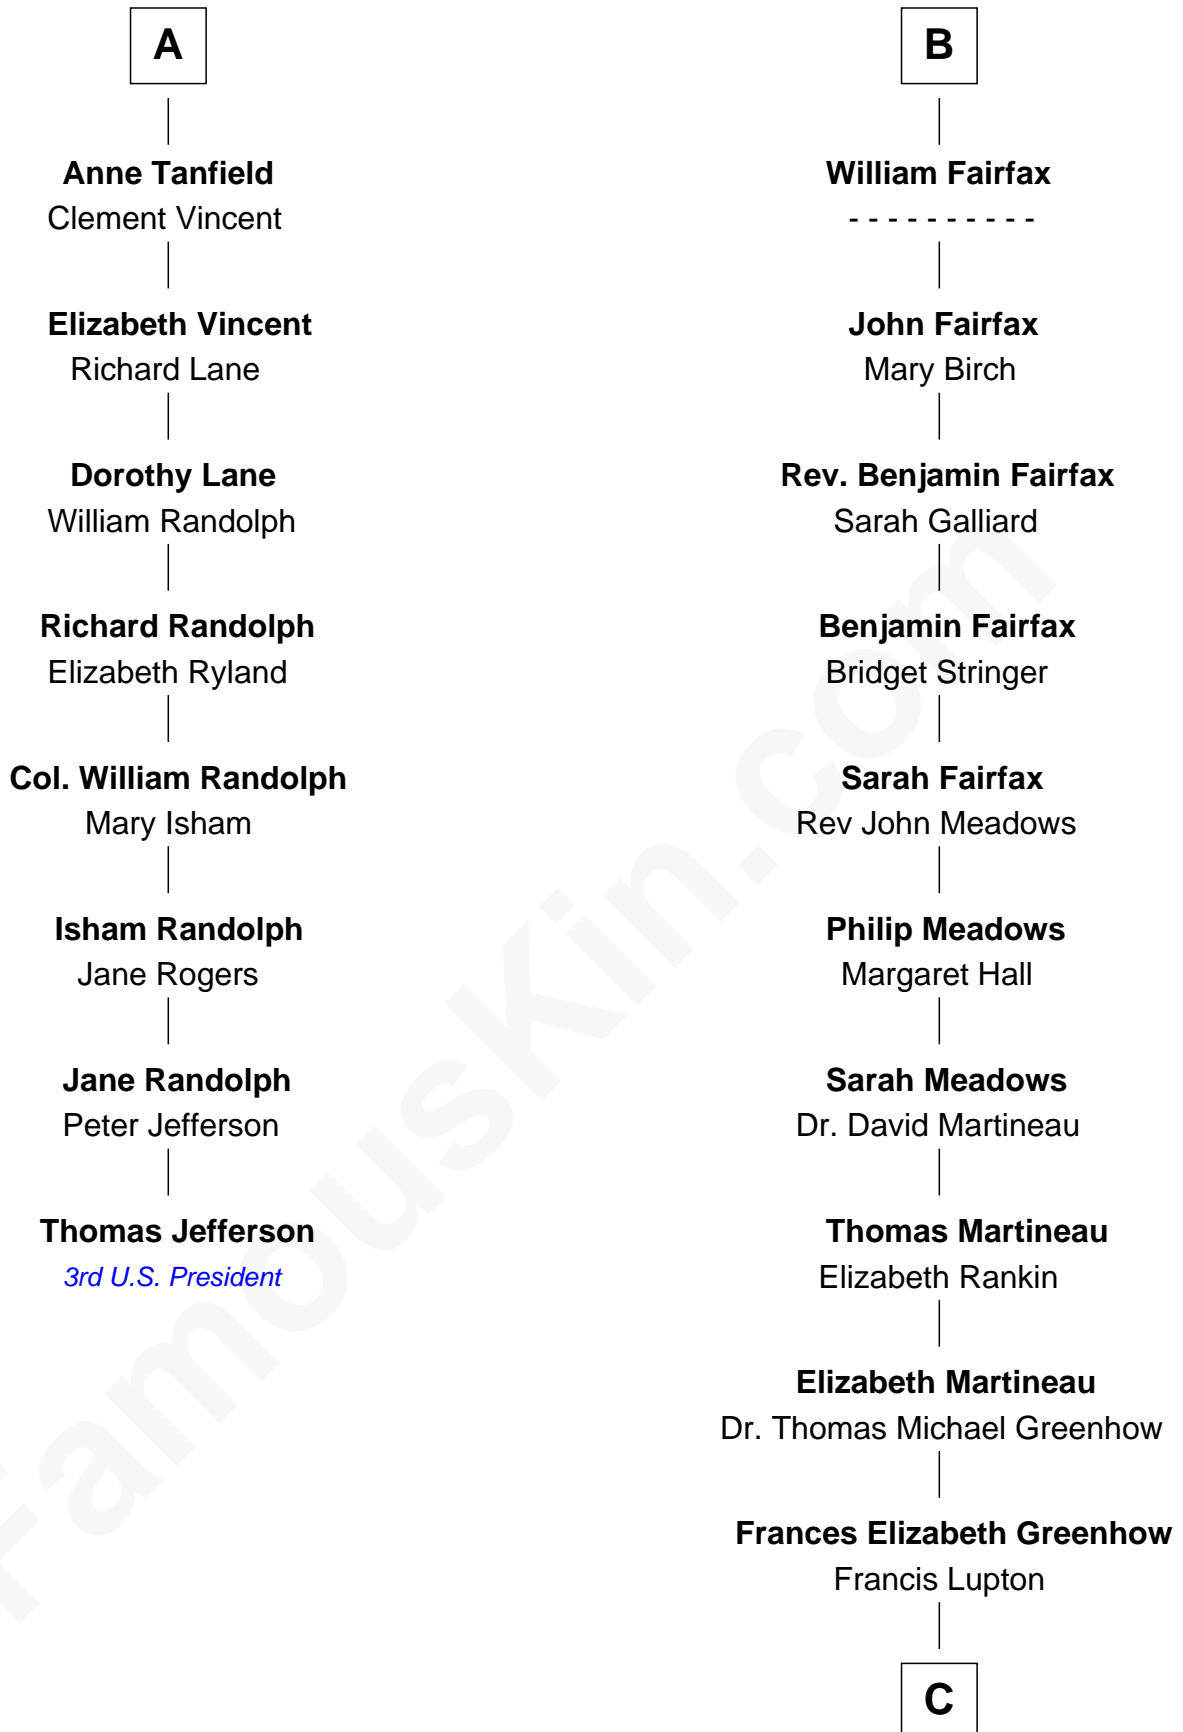 A
Anne Tanfield
Clement Vincent
Elizabeth Vincent
Richard Lane
Dorothy Lane
William Randolph
Richard Randolph
Elizabeth Ryland
Col. William Randolph
Mary Isham
Isham Randolph
Jane Rogers
Jane Randolph
Peter Jefferson
Thomas Jefferson
3rd U.S. President
B
William Fairfax
- - - - - - - - - -
John Fairfax
Mary Birch
Rev. Benjamin Fairfax
Sarah Galliard
Benjamin Fairfax
Bridget Stringer
Sarah Fairfax
Rev John Meadows
Philip Meadows
Margaret Hall
Sarah Meadows
Dr. David Martineau
Thomas Martineau
Elizabeth Rankin
Elizabeth Martineau
Dr. Thomas Michael Greenhow
Frances Elizabeth Greenhow
Francis Lupton
C
FamousKin.com